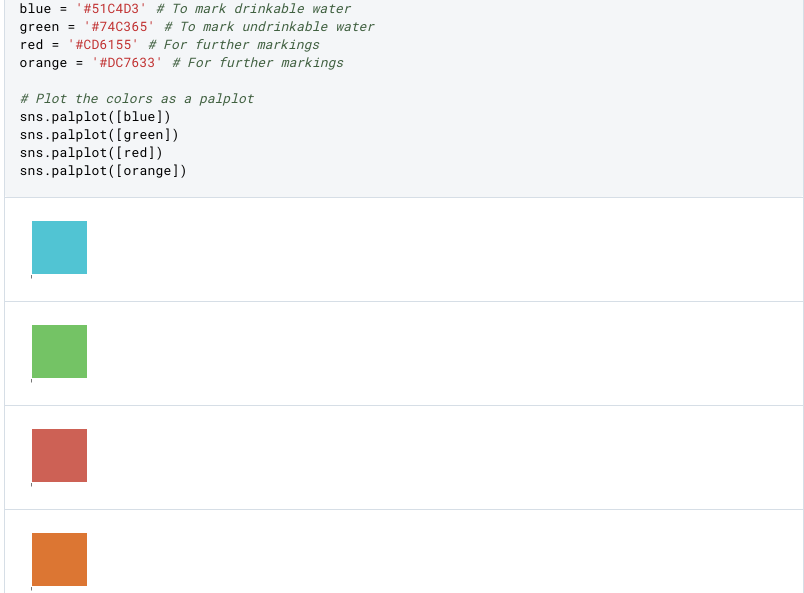 blue = '#51C4D3' # To mark drinkable water
green = '#74C365' # To mark undrinkable water
red = '#CD6155' # For further markings
orange = '#DC7633' # For further markings
# Plot the colors as a palplot
sns.palplot([blue])
sns.palplot([green])
sns.palplot([red])
sns.palplot([orange])